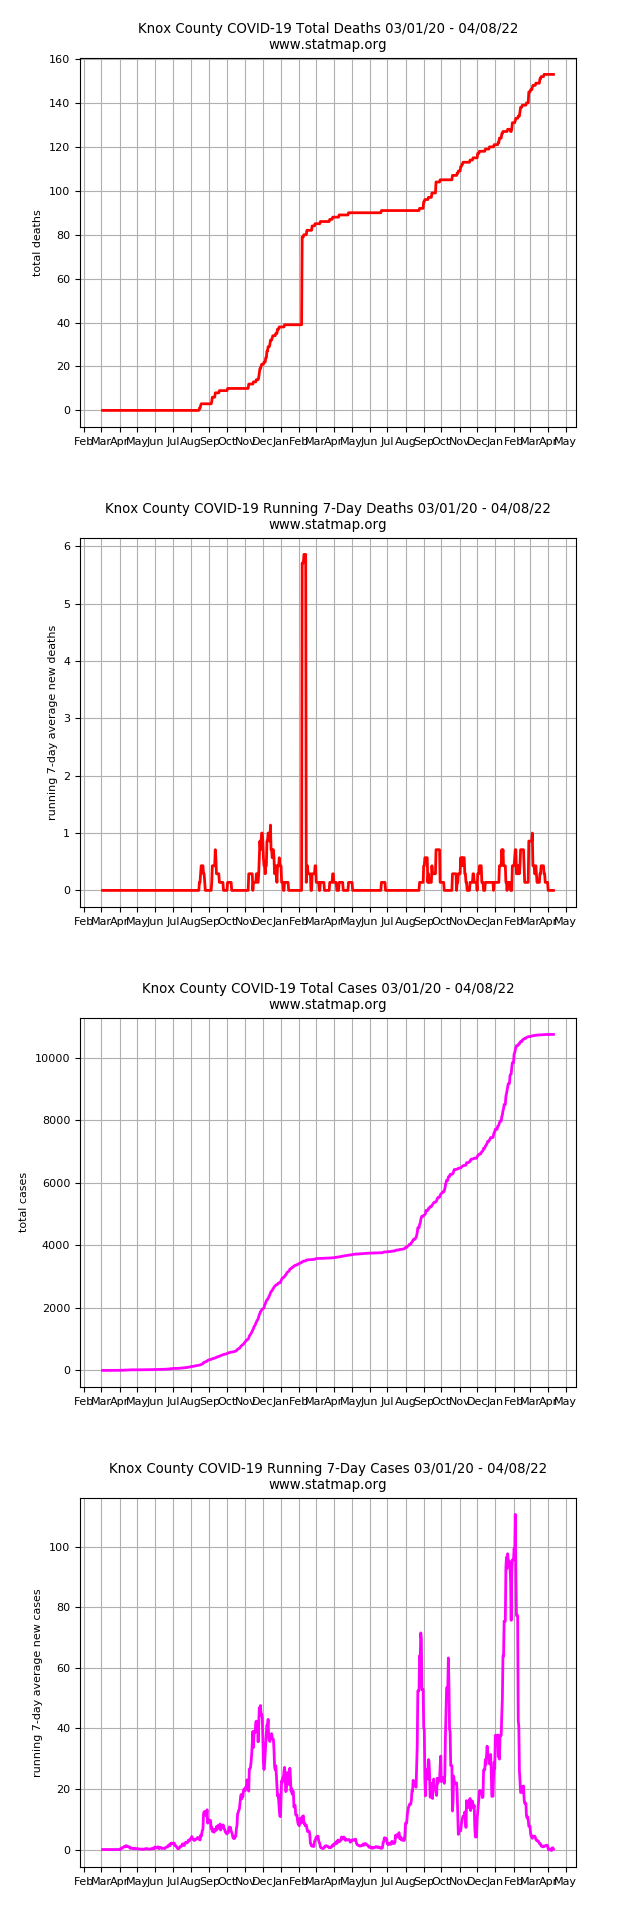 Knox County COVID-19 Total Deaths 03/01/20 - 04/08/22
www.statmap.org
160
140
120
100
80
60
40
20
0
total deaths
Feb Mar Apr May Jun Jul Aug Sep Oct Nov Dec Jan Feb Mar Apr May Jun Jul Aug Sep Oct Nov Dec Jan Feb Mar Apr May
Knox County COVID-19 Running 7-Day Deaths 03/01/20 - 04/08/22
www.statmap.org
6
5
4
3
2
1
0
running 7-day average new deaths
Feb Mar Apr May Jun Jul Aug Sep Oct Nov Dec Jan Feb Mar Apr May Jun Jul Aug Sep Oct Nov Dec Jan Feb Mar Apr May
Knox County COVID-19 Total Cases 03/01/20 - 04/08/22
www.statmap.org
10000
8000
6000
4000
2000
0
total cases
Feb Mar Apr May Jun Jul Aug Sep Oct Nov Dec Jan Feb Mar Apr May Jun Jul Aug Sep Oct Nov Dec Jan Feb Mar Apr May
Knox County COVID-19 Running 7-Day Cases 03/01/20 - 04/08/22
www.statmap.org
100
80
60
40
20
0
running 7-day average new cases
Feb Mar Apr May Jun Jul Aug Sep Oct Nov Dec Jan Feb Mar Apr May Jun Jul Aug Sep Oct Nov Dec Jan Feb Mar Apr May